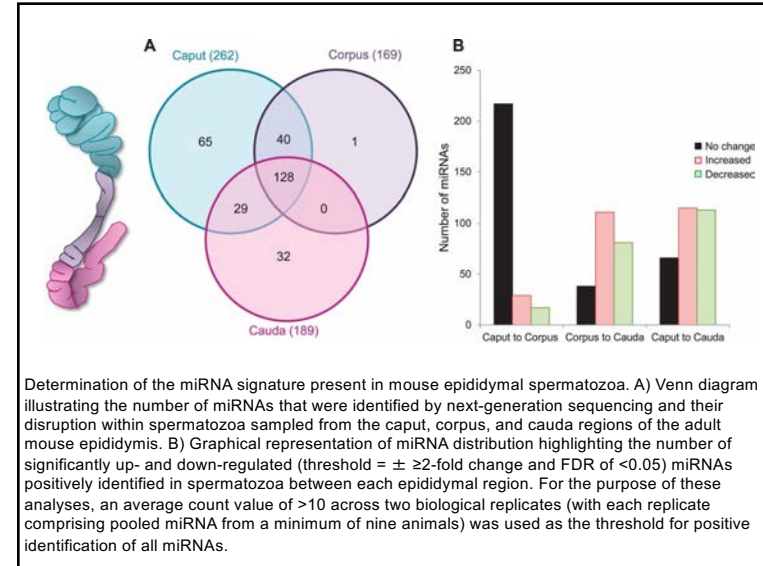 A
B
Caput (262)
Corpus (169)
65
40
1
128
29
0
32
Cauda (189)
250
200
150
100
50
0
Number of miRNAs
No change
Increased
Decreased
Caput to Corpus
Corpus to Cauda
Caput to Cauda
Determination of the miRNA signature present in mouse epididymal spermatozoa. A) Venn diagram
illustrating the number of miRNAs that were identified by next-generation sequencing and their
disruption within spermatozoa sampled from the caput, corpus, and cauda regions of the adult
mouse epididymis. B) Graphical representation of miRNA distribution highlighting the number of
significantly up- and down-regulated (threshold = ± ≥2-fold change and FDR of <0.05) miRNAs
positively identified in spermatozoa between each epididymal region. For the purpose of these
analyses, an average count value of >10 across two biological replicates (with each replicate
comprising pooled miRNA from a minimum of nine animals) was used as the threshold for positive
identification of all miRNAs.